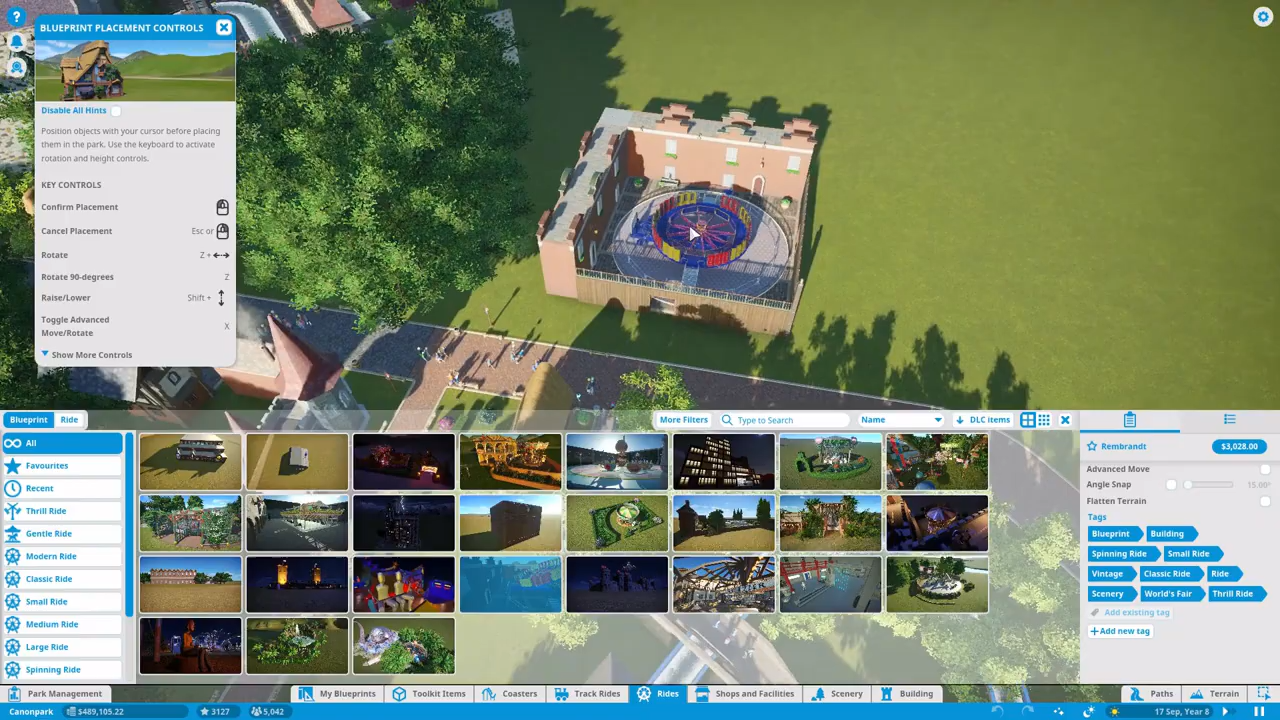 BLUEPRINT PLACEMENT CONTROLS
Disable All Hints
Position objects with your cursor before placing
them in the park. Use the keyboard to activate
rotation and height controls.
KEY CONTROLS
Confirm Placement
Cancel Placement Esc or
Rotate Z +
Rotate 90-degrees Z
Raise/Lower Shift +
Toggle Advanced
Move/Rotate X
Show More Controls
Blueprint Ride
More Filters Type to Search Name DLC items
All
Favourites
Recent
Thrill Ride
Gentle Ride
Modern Ride
Classic Ride
Small Ride
Medium Ride
Large Ride
Spinning Ride
Rembrandt $3,028.00
Advanced Move
Angle Snap 15.00°
Flatten Terrain
Tags
Blueprint Building
Spinning Ride Small Ride
Vintage Classic Ride Ride
Scenery World's Fair Thrill Ride
Add existing tag
+Add new tag
Park Management My Blueprints Toolkit Items Coasters Track Rides Rides Shops and Facilities Scenery Building Paths Terrain
Canonpark $489,105.22 3127 5,042 17 Sep, Year 8